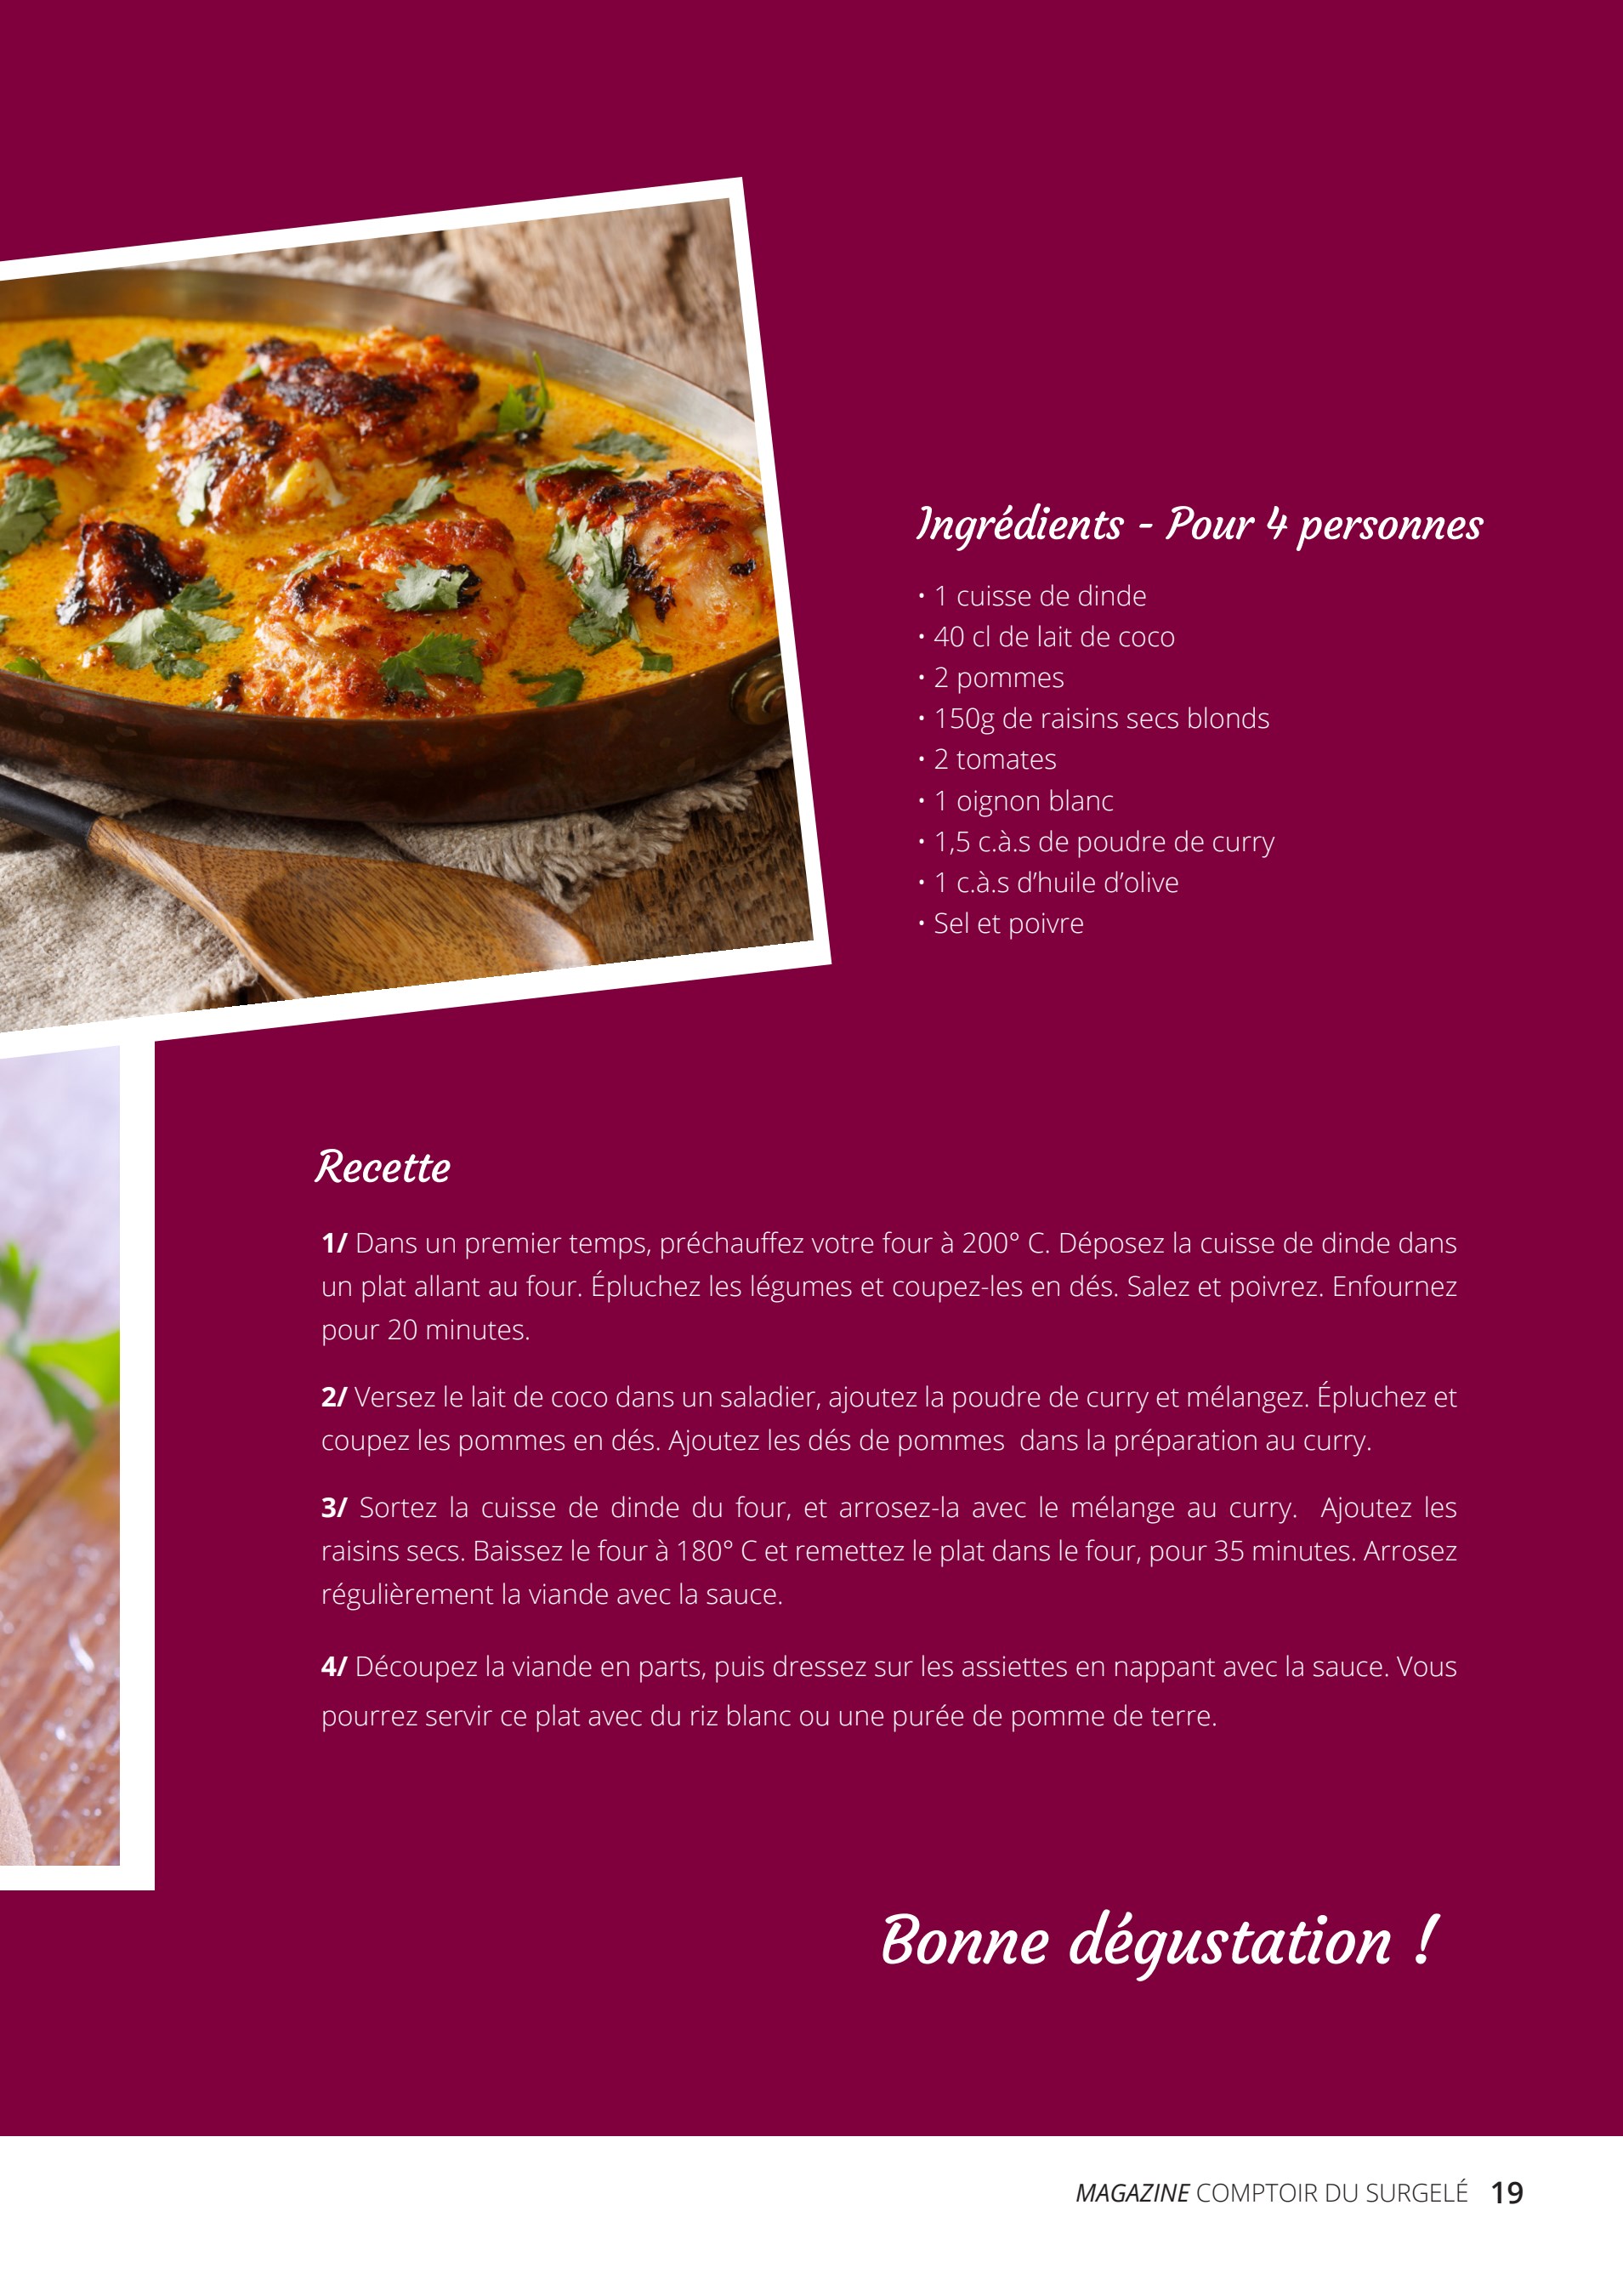 Ingrédients - Pour 4 personnes
• 1 cuisse de dinde
• 40 cl de lait de coco
• 2 pommes
• 150g de raisins secs blonds
• 2 tomates
• 1 oignon blanc
• 1,5 c.à.s de poudre de curry
• 1 c.à.s d’huile d’olive
• Sel et poivre
Recette
1/ Dans un premier temps, préchauffez votre four à 200° C. Déposez la cuisse de dinde dans
un plat allant au four. Épluchez les légumes et coupez-les en dés. Salez et poivrez. Enfournez
pour 20 minutes.
2/ Versez le lait de coco dans un saladier, ajoutez la poudre de curry et mélangez. Épluchez et
coupez les pommes en dés. Ajoutez les dés de pommes  dans la préparation au curry.
3/ Sortez la cuisse de dinde du four, et arrosez-la avec le mélange au curry.  Ajoutez les
raisins secs. Baissez le four à 180° C et remettez le plat dans le four, pour 35 minutes. Arrosez
régulièrement la viande avec la sauce.
4/ Découpez la viande en parts, puis dressez sur les assiettes en nappant avec la sauce. Vous
pourrez servir ce plat avec du riz blanc ou une purée de pomme de terre.
Bonne dégustation !
MAGAZINE COMPTOIR DU SURGELÉ 19